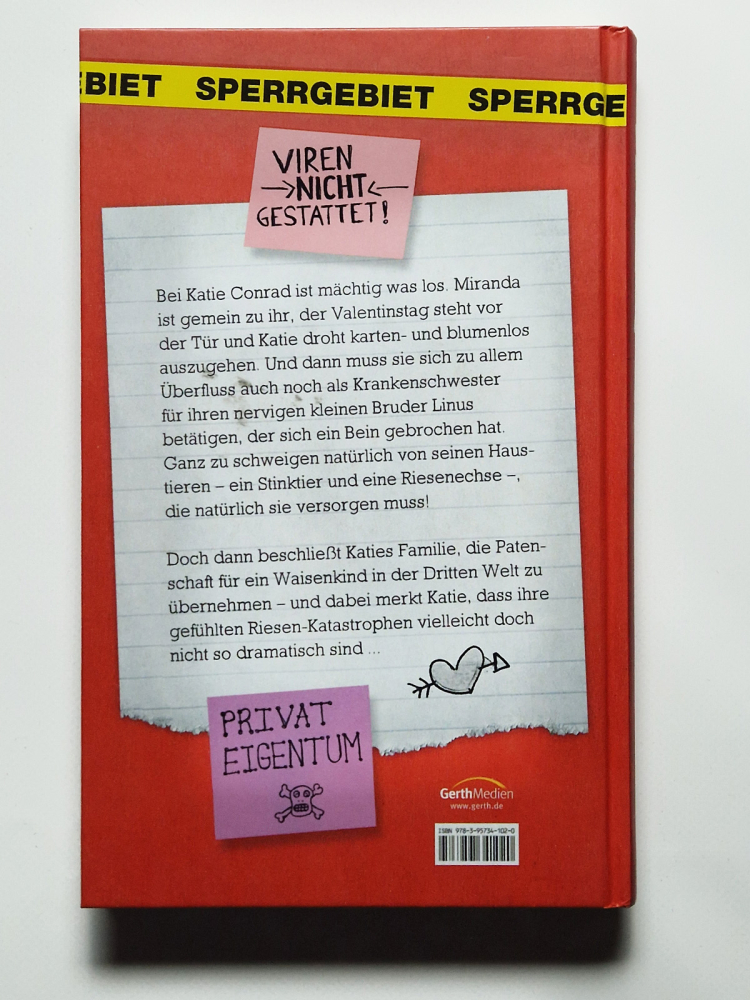 EBIET SPERRGEBIET SPERRGE
VIREN
NICHT
GESTATTET!
Bei Katie Conrad ist mächtig was los. Miranda
ist gemein zu ihr, der Valentinstag steht vor
der Tür und Katie droht karten- und blumenlos
auszugehen. Und dann muss sie sich zu allem
Überfluss auch noch als Krankenschwester
für ihren nervigen kleinen Bruder Linus
betätigen, der sich ein Bein gebrochen hat.
Ganz zu schweigen natürlich von seinen Haus-
tieren – ein Stinktier und eine Riesenechse –,
die natürlich sie versorgen muss!
Doch dann beschließt Katies Familie, die Paten-
schaft für ein Waisenkind in der Dritten Welt zu
übernehmen – und dabei merkt Katie, dass ihre
gefühlten Riesen-Katastrophen vielleicht doch
nicht so dramatisch sind ...
PRIVAT
EIGENTUM
GerthMedien
www.gerth.de
ISBN 978-3-95734-102-0